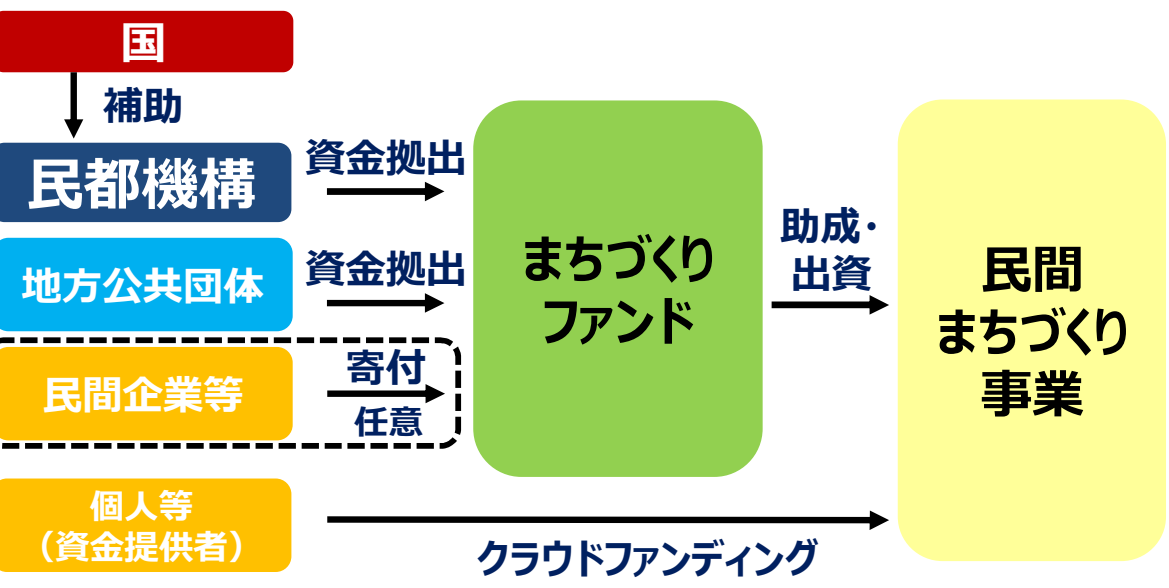 国
補助
民都機構
資金拠出
地方公共団体
資金拠出
民間企業等
寄付
任意
個人等
（資金提供者）
クラウドファンディング
まちづくり
ファンド
助成・
出資
民間
まちづくり
事業